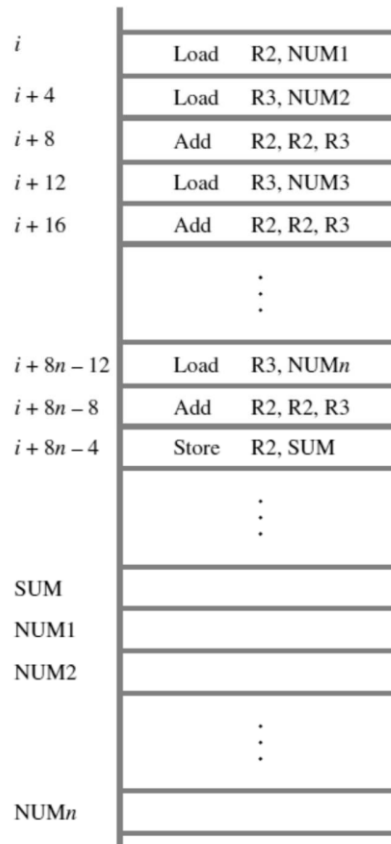 i Load R2, NUM1
i + 4 Load R3, NUM2
i + 8 Add R2, R2, R3
i + 12 Load R3, NUM3
i + 16 Add R2, R2, R3
⋮
i + 8n – 12 Load R3, NUMn
i + 8n – 8 Add R2, R2, R3
i + 8n – 4 Store R2, SUM
⋮
SUM
NUM1
NUM2
⋮
NUMn